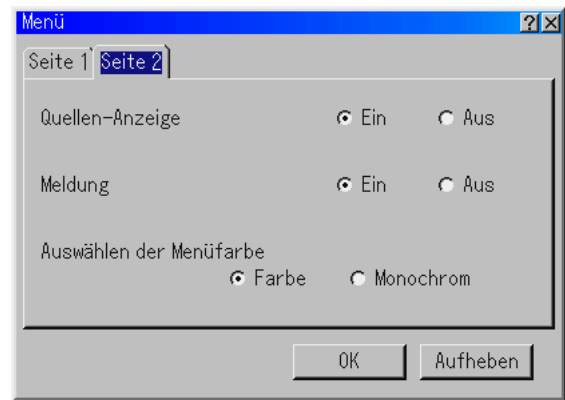 Menü
Seite 1 Seite 2
Quellen-Anzeige Ein Aus
Meldung Ein Aus
Auswählen der Menüfarbe
Farbe Monochrom
OK Aufheben